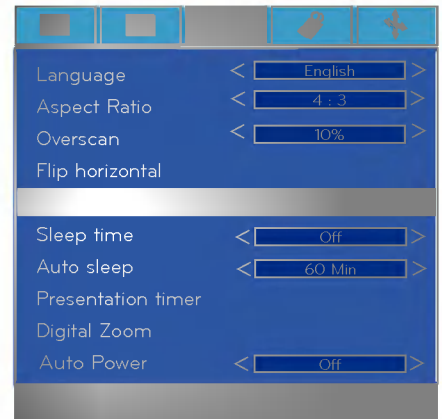 Language < English >
Aspect Ratio < 4 : 3 >
Overscan < 10% >
Flip horizontal
Sleep time < Off >
Auto sleep < 60 Min >
Presentation timer
Digital Zoom
Auto Power < Off >